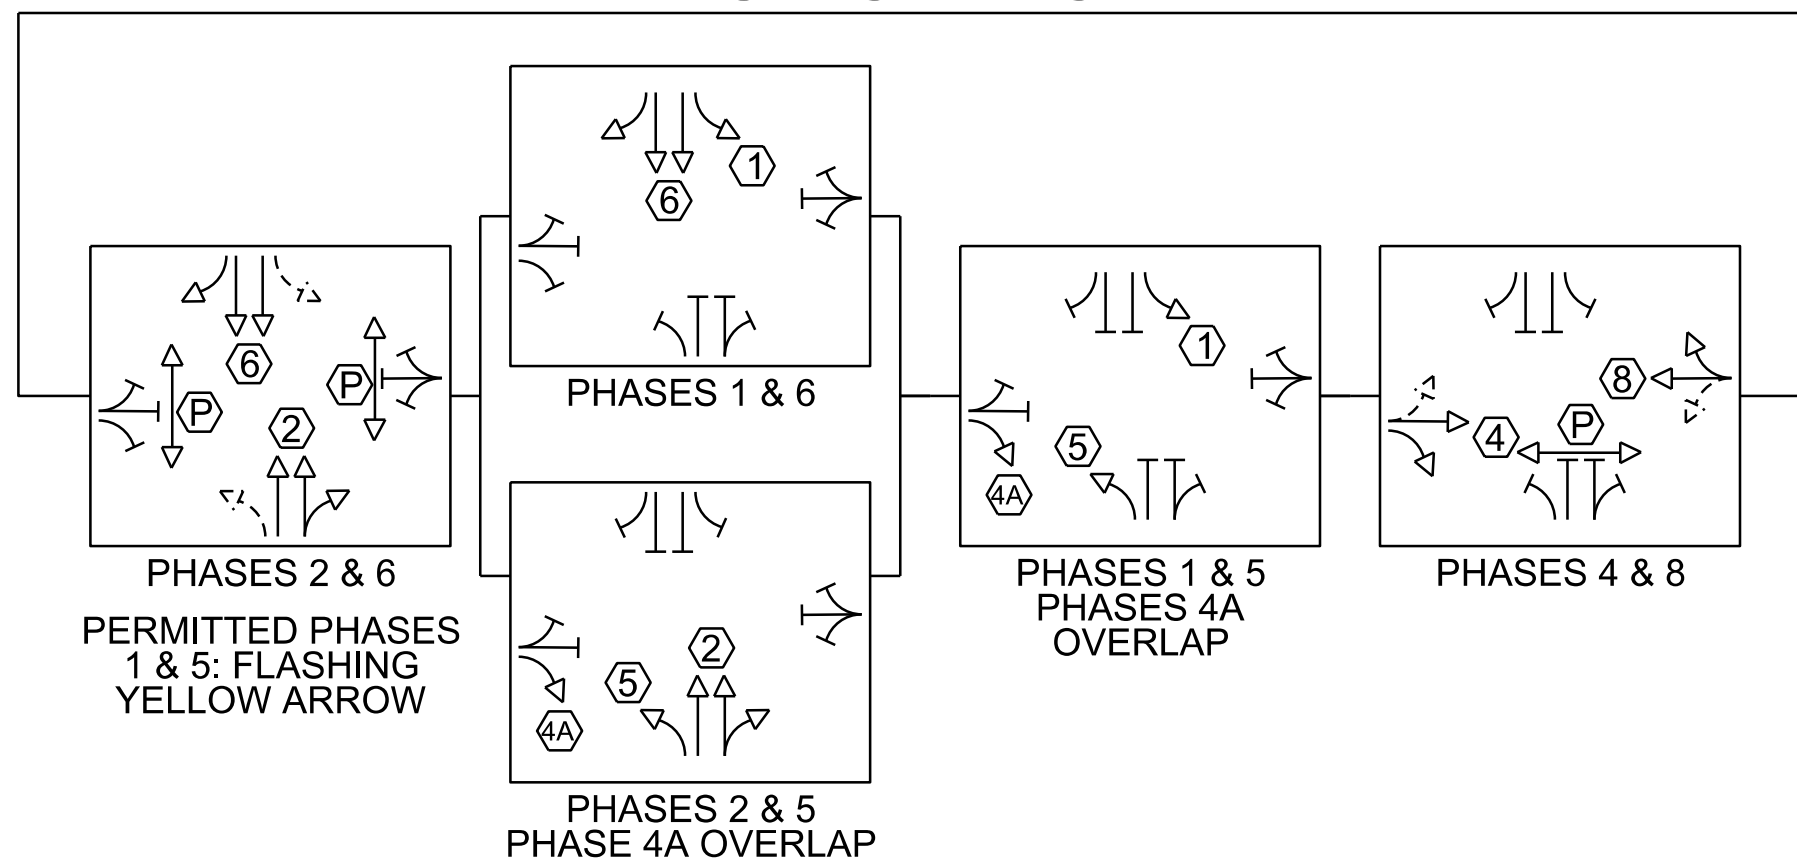 6
P
P
2
PHASES 2 & 6
PERMITTED PHASES
1 & 5: FLASHING
YELLOW ARROW
1
6
PHASES 1 & 6
2
5
4A
PHASES 2 & 5
PHASE 4A OVERLAP
1
5
4A
PHASES 1 & 5
PHASES 4A
OVERLAP
8
P
4
PHASES 4 & 8